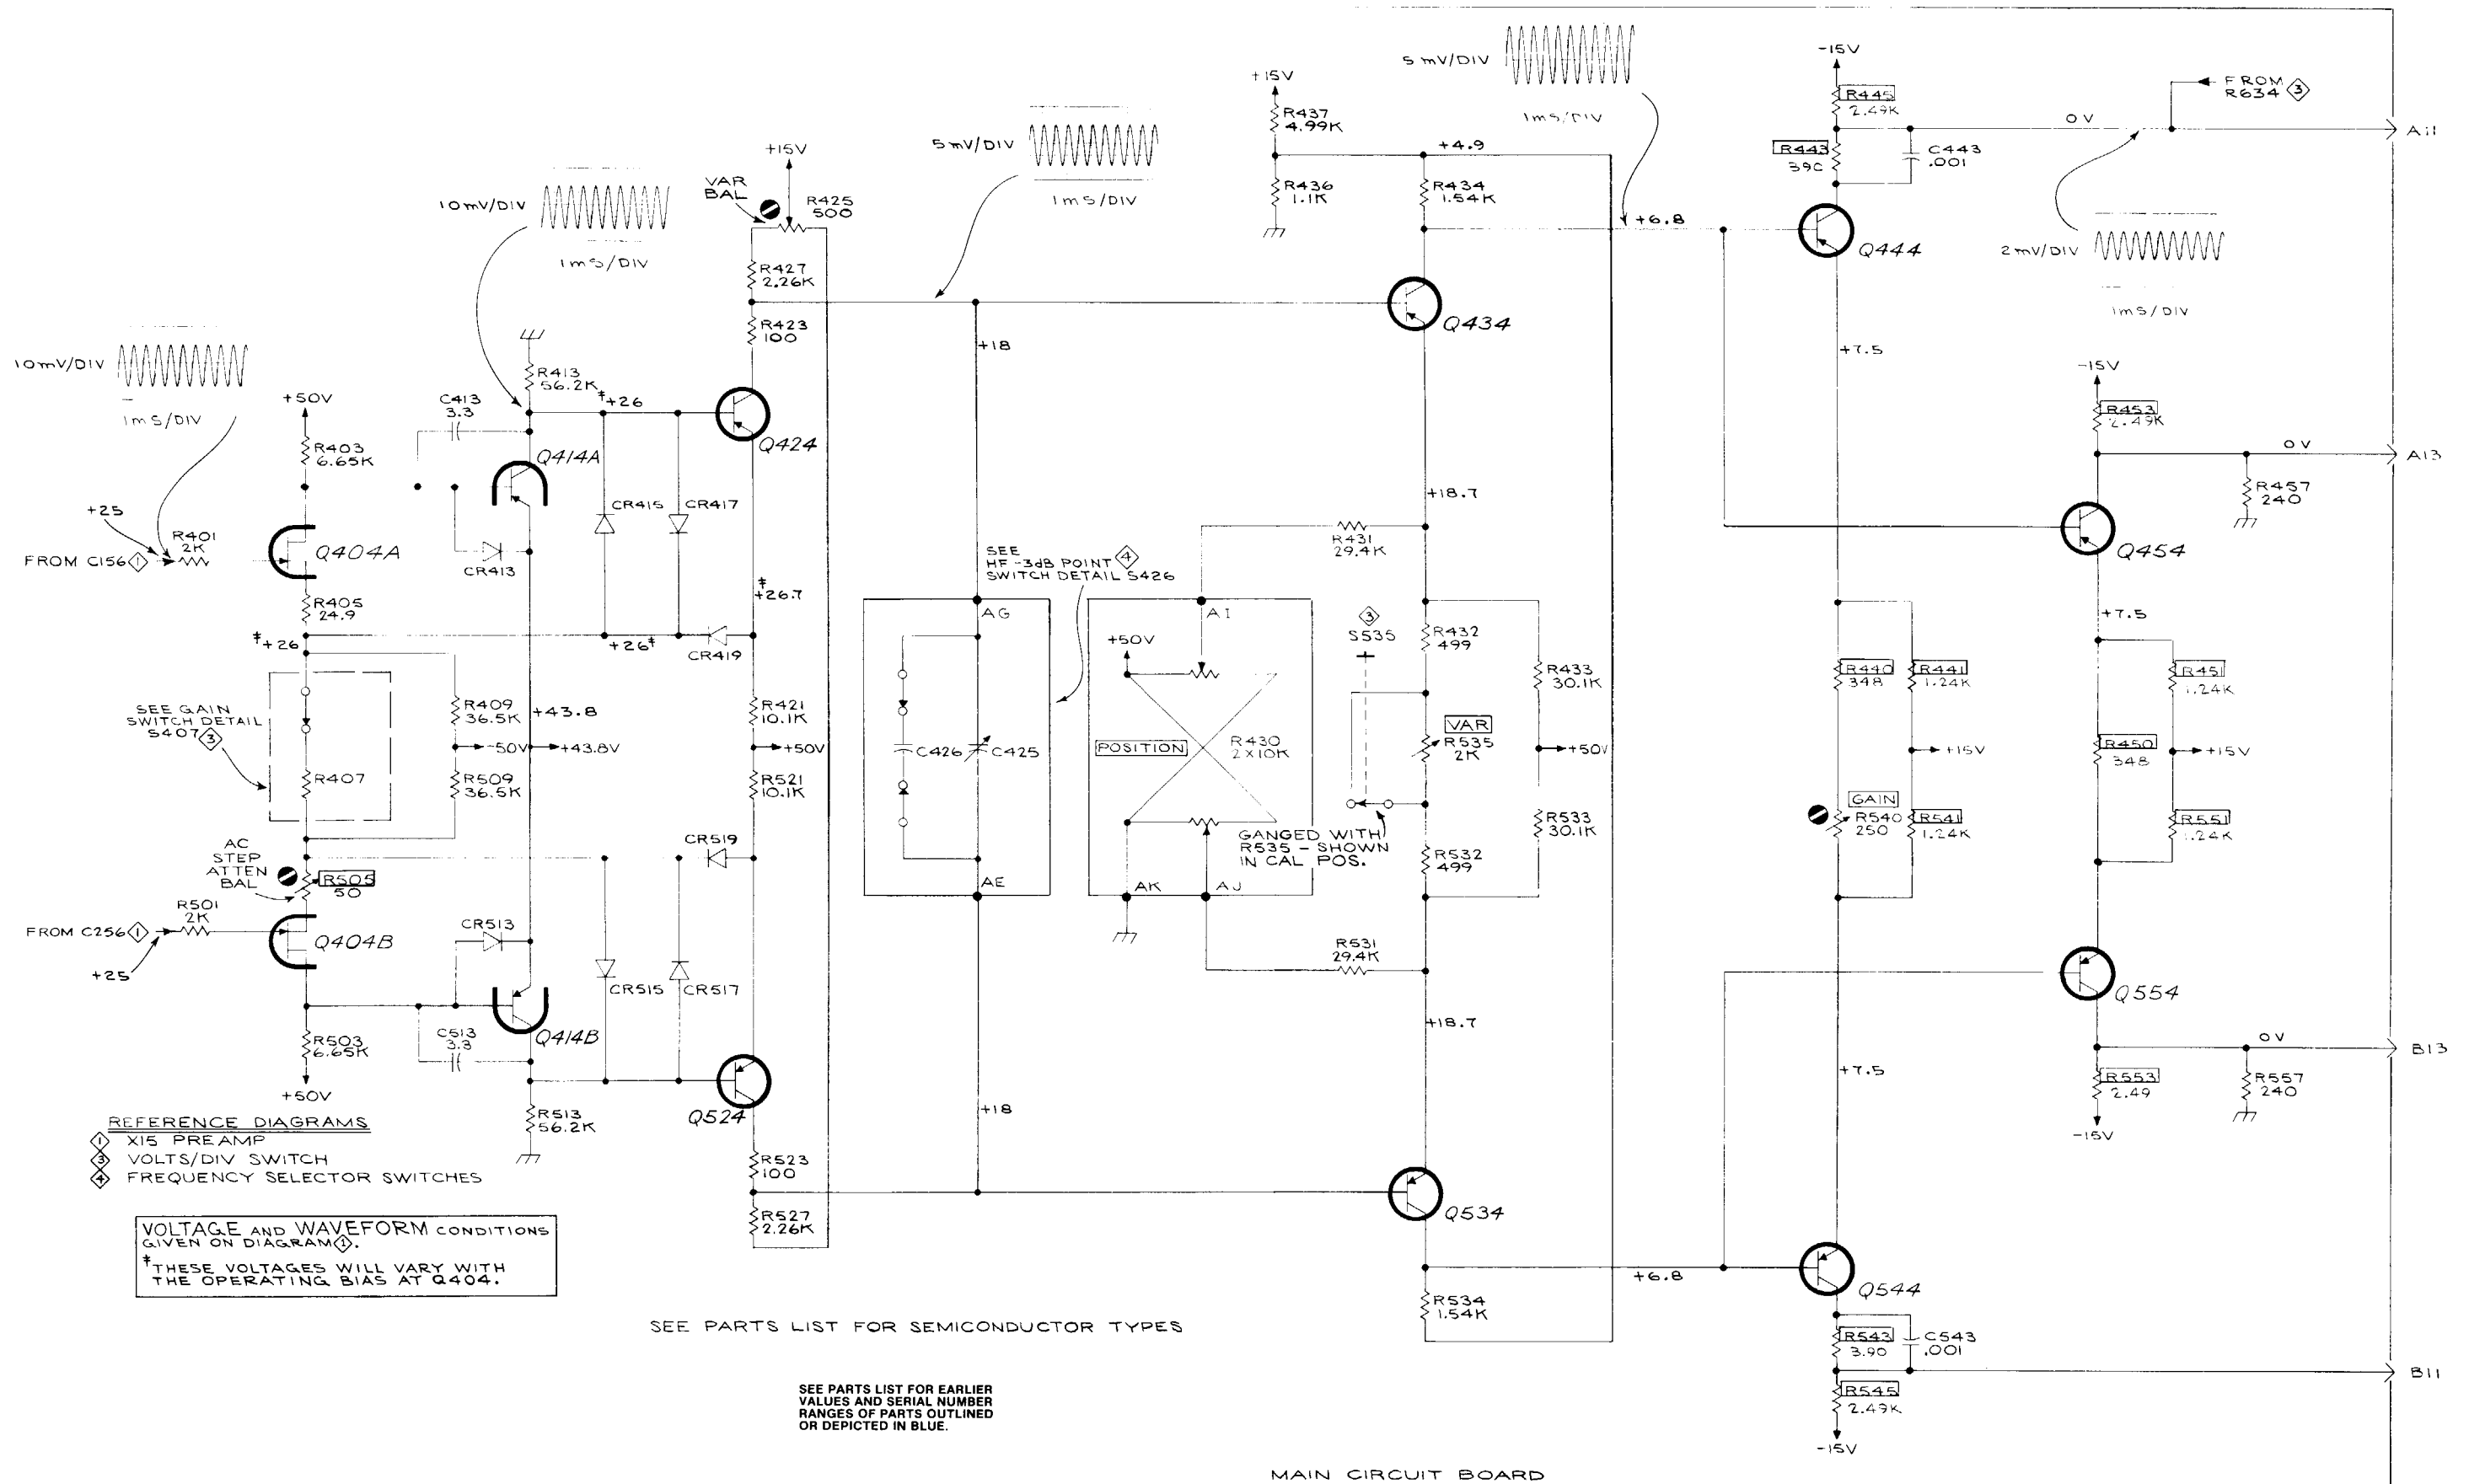 5 mV/DIV
1mS/DIV
-15V
FROM
R634 3
R445
2.49K
0V
A11
R443
39C
C443
.001
Q444
2mV/DIV
1mS/DIV
+15V
R437
4.99K
+4.9
R436
1.1K
R434
1.54K
+6.8
5mV/DIV
1mS/DIV
+15V
VAR
BAL
R425
500
10mV/DIV
1mS/DIV
R427
2.26K
R423
100
Q434
+18
+7.5
10mV/DIV
1mS/DIV
+50V
R403
6.65K
C413
3.3
R413
56.2K
‡+26
Q424
Q414A
+25
R401
2K
FROM C156 1
Q404A
CR413
CR415
CR417
R405
24.9
‡+26
+26‡
CR419
‡
+26.7
+18.7
R431
29.4K
-15V
R453
2.49K
0V
A13
R457
240
Q454
+7.5
SEE
HF -3dB POINT 4
SWITCH DETAIL S426
AG
AI
+50V
3
S535
R432
499
R433
30.1K
R440
348
R441
1.24K
R451
1.24K
SEE GAIN
SWITCH DETAIL
S407 3
R409
36.5K
+43.8
-50V
+43.8V
R407
R509
36.5K
R421
10.1K
+50V
R521
10.1K
C426
C425
POSITION
R430
2X10K
VAR
R535
2K
+50V
+15V
R450
348
+15V
GAIN
R540
250
R541
1.24K
R551
1.24K
R533
30.1K
GANGED WITH
R535 - SHOWN
IN CAL POS.
R532
499
AC
STEP
ATTEN
BAL
R505
50
CR519
AE
AK
AJ
R501
2K
FROM C256 1
+25
Q404B
CR513
CR515
CR517
R531
29.4K
Q554
R503
6.65K
+50V
C513
3.3
Q414B
R513
56.2K
Q524
+18
+18.7
+7.5
0V
B13
R553
2.49
-15V
R557
240
REFERENCE DIAGRAMS
1 X15 PREAMP
3 VOLTS/DIV SWITCH
4 FREQUENCY SELECTOR SWITCHES
R523
100
R527
2.26K
Q534
VOLTAGE AND WAVEFORM CONDITIONS
GIVEN ON DIAGRAM 1.
‡THESE VOLTAGES WILL VARY WITH
THE OPERATING BIAS AT Q404.
+6.8
Q544
R534
1.54K
SEE PARTS LIST FOR SEMICONDUCTOR TYPES
R543
3.90
C543
.001
B11
R545
2.49K
-15V
SEE PARTS LIST FOR EARLIER
VALUES AND SERIAL NUMBER
RANGES OF PARTS OUTLINED
OR DEPICTED IN BLUE.
MAIN CIRCUIT BOARD